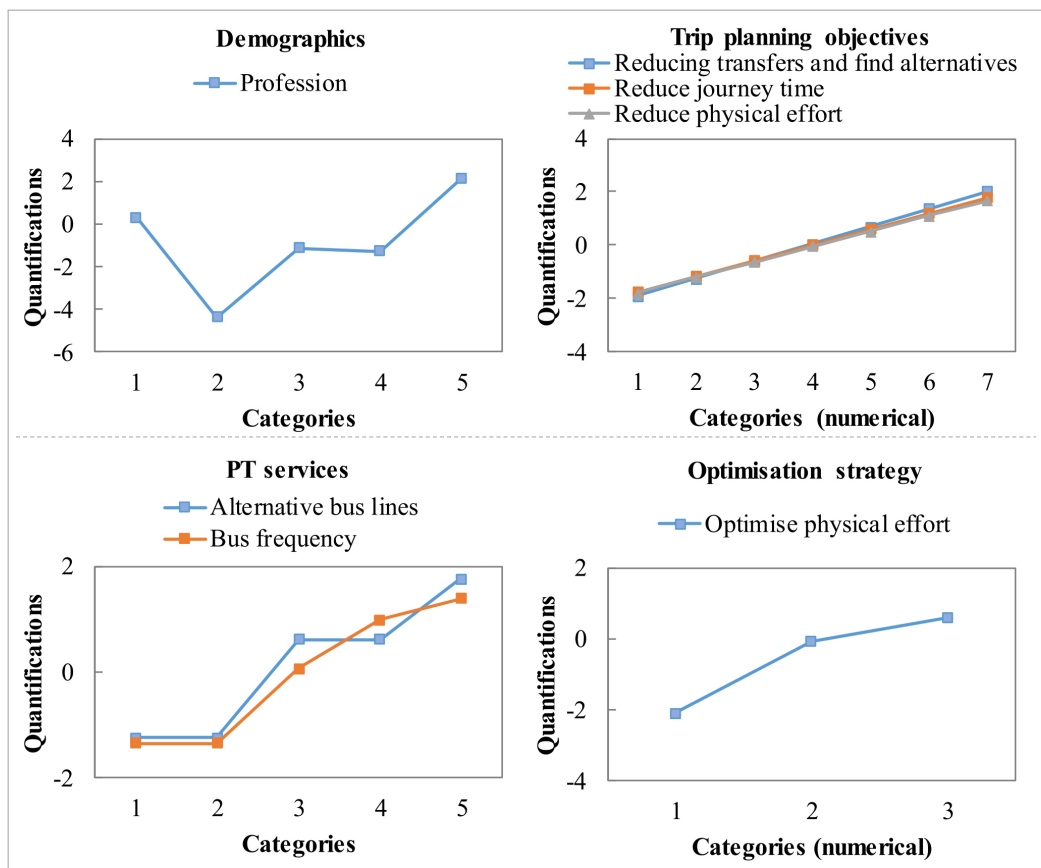 Demographics
Profession
4
2
0
-2
-4
-6
Quantifications
1 2 3 4 5
Categories
Trip planning objectives
Reducing transfers and find alternatives
Reduce journey time
Reduce physical effort
4
2
0
-2
-4
Quantifications
1 2 3 4 5 6 7
Categories (numerical)
PT services
Alternative bus lines
Bus frequency
2
0
-2
Quantifications
1 2 3 4 5
Categories
Optimisation strategy
Optimise physical effort
2
0
-2
-4
Quantifications
1 2 3
Categories (numerical)